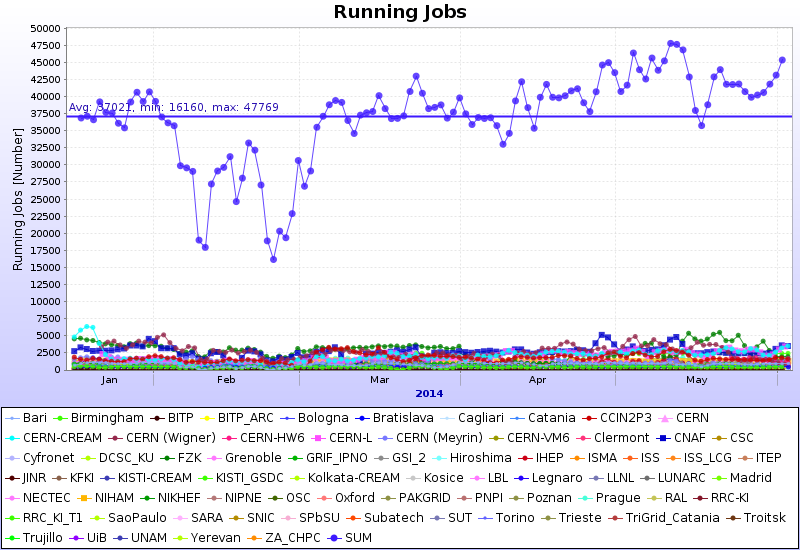 Running Jobs
50000
47500
45000
42500
40000
37500
35000
32500
30000
27500
25000
22500
20000
17500
15000
12500
10000
7500
5000
2500
0
Running Jobs [Number]
Avg: 37021, min: 16160, max: 47769
Jan Feb Mar Apr May
2014
Bari Birmingham BITP BITP_ARC Bologna Bratislava Cagliari Catania CCIN2P3 CERN
CERN-CREAM CERN (Wigner) CERN-HW6 CERN-L CERN (Meyrin) CERN-VM6 Clermont CNAF CSC
Cyfronet DCSC_KU FZK Grenoble GRIF_IPNO GSI_2 Hiroshima IHEP ISMA ISS ISS_LCG ITEP
JINR KFKI KISTI-CREAM KISTI_GSDC Kolkata-CREAM Kosice LBL Legnaro LLNL LUNARC Madrid
NECTEC NIHAM NIKHEF NIPNE OSC Oxford PAKGRID PNPI Poznan Prague RAL RRC-KI
RRC_KI_T1 SaoPaulo SARA SNIC SPbSU Subatech SUT Torino Trieste TriGrid_Catania Troitsk
Trujillo UiB UNAM Yerevan ZA_CHPC SUM